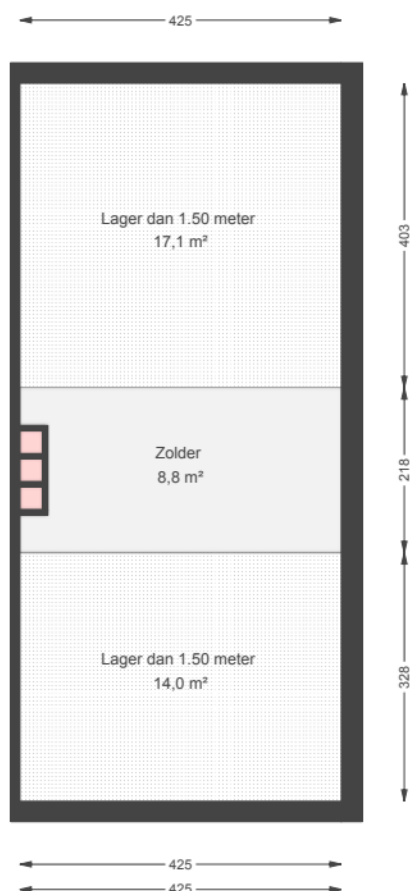 425
Lager dan 1.50 meter
17,1 m²
403
Zolder
8,8 m²
218
Lager dan 1.50 meter
14,0 m²
328
425
425